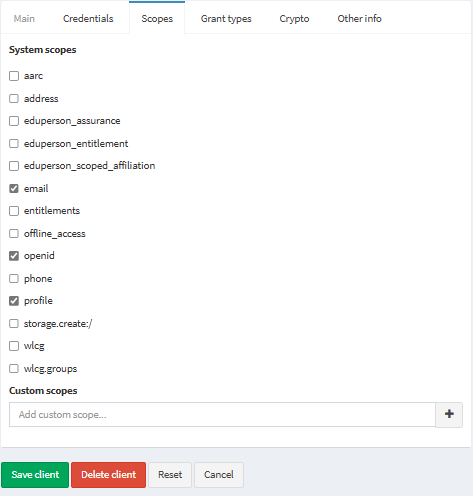 Main Credentials Scopes Grant types Crypto Other info
System scopes
aarc
address
eduperson_assurance
eduperson_entitlement
eduperson_scoped_affiliation
email
entitlements
offline_access
openid
phone
profile
storage.create:/
wlcg
wlcg.groups
Custom scopes
Add custom scope... +
Save client Delete client Reset Cancel